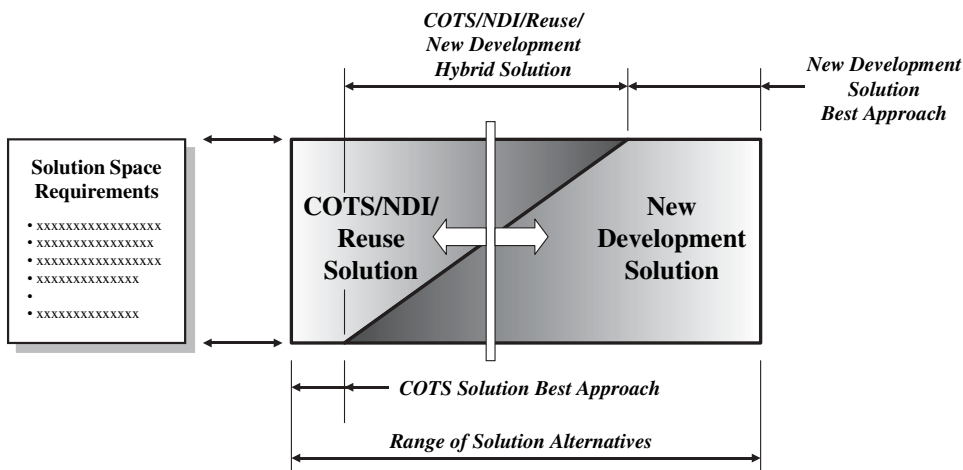 COTS/NDI/Reuse/
New Development
Hybrid Solution
New Development
Solution
Best Approach
Solution Space
Requirements
• xxxxxxxxxxxxxxxxx
• xxxxxxxxxxxxxxxx
• xxxxxxxxxxxxxxxxx
• xxxxxxxxxxxxxx
•
• xxxxxxxxxxxxxx
COTS/NDI/
Reuse
Solution
New
Development
Solution
COTS Solution Best Approach
Range of Solution Alternatives